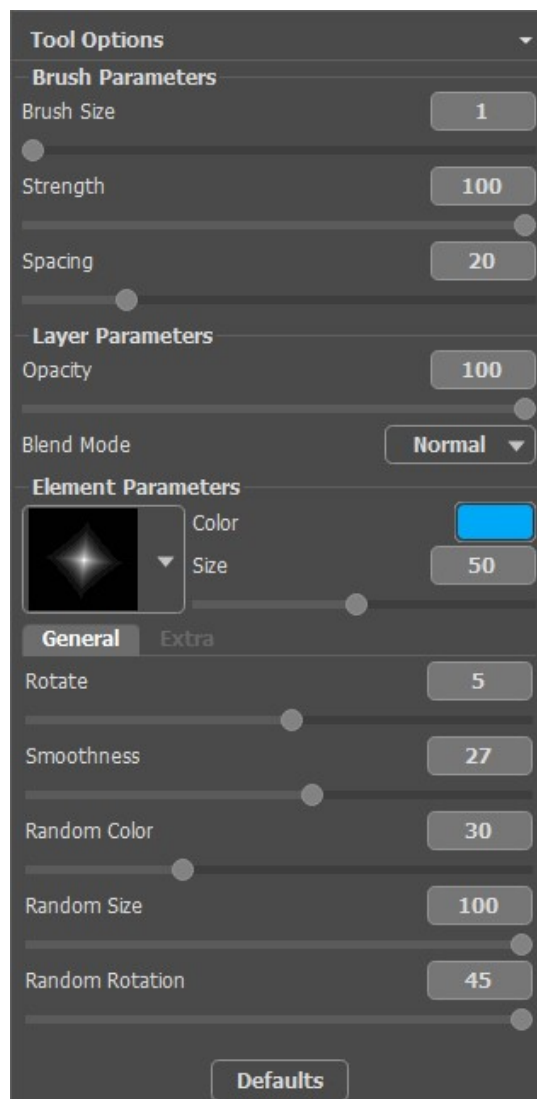 Tool Options
Brush Parameters
Brush Size 1
Strength 100
Spacing 20
Layer Parameters
Opacity 100
Blend Mode Normal
Element Parameters
Color
Size 50
General Extra
Rotate 5
Smoothness 27
Random Color 30
Random Size 100
Random Rotation 45
Defaults